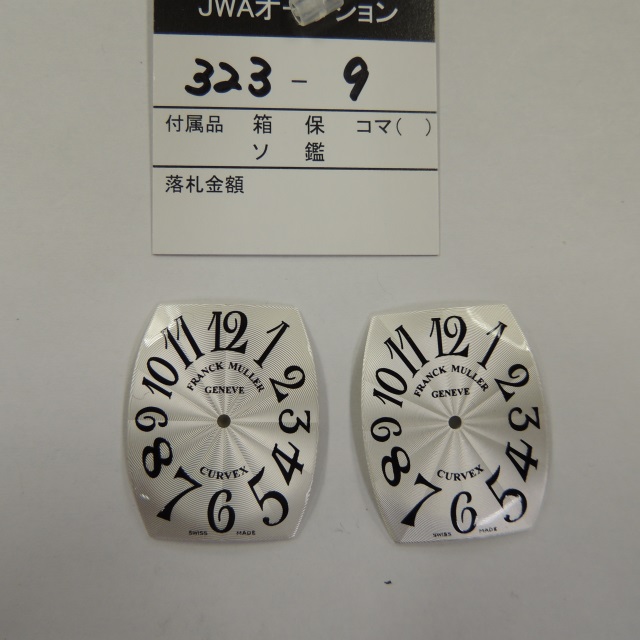 JWAオ ション
323-9
付属品 箱 保 コマ( )
ソ 鑑
落札金額
11 12 1
10 2
FRANCK MULLER
GENEVE
9 3
8 4
CURVEX
7 6 5
SWISS MADE
11 12 1
10 2
FRANCK MULLER
GENEVE
9 3
8 4
CURVEX
7 6 5
SWISS MADE